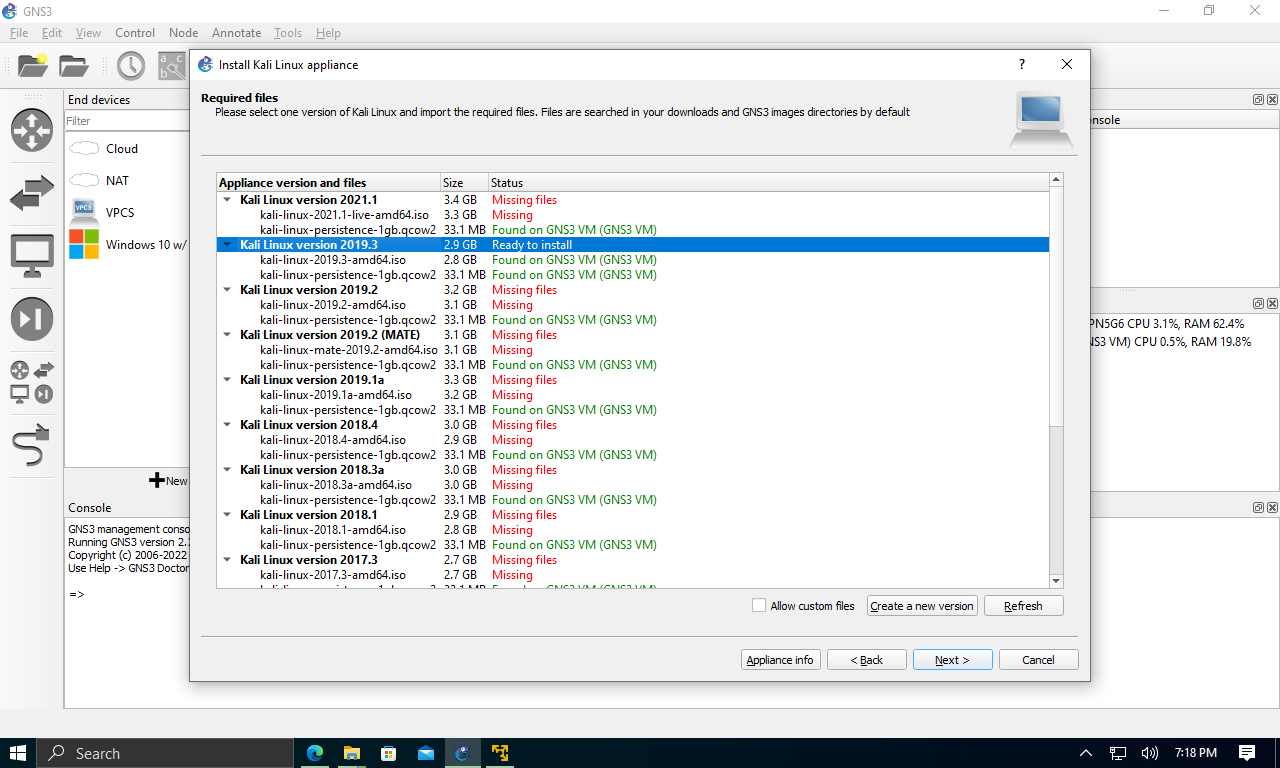 GNS3
File Edit View Control Node Annotate Tools Help
a c
b
Install Kali Linux appliance
?
Required files
Please select one version of Kali Linux and import the required files. Files are searched in your downloads and GNS3 images directories by default
End devices
Filter
Cloud
NAT
VPCS
VPCS
Windows 10 w/
New
Appliance version and files Size Status
Kali Linux version 2021.1 3.4 GB Missing files
kali-linux-2021.1-live-amd64.iso 3.3 GB Missing
kali-linux-persistence-1gb.qcow2 33.1 MB Found on GNS3 VM (GNS3 VM)
Kali Linux version 2019.3 2.9 GB Ready to install
kali-linux-2019.3-amd64.iso 2.8 GB Found on GNS3 VM (GNS3 VM)
kali-linux-persistence-1gb.qcow2 33.1 MB Found on GNS3 VM (GNS3 VM)
Kali Linux version 2019.2 3.2 GB Missing files
kali-linux-2019.2-amd64.iso 3.1 GB Missing
kali-linux-persistence-1gb.qcow2 33.1 MB Found on GNS3 VM (GNS3 VM)
Kali Linux version 2019.2 (MATE) 3.1 GB Missing files
kali-linux-mate-2019.2-amd64.iso 3.1 GB Missing
kali-linux-persistence-1gb.qcow2 33.1 MB Found on GNS3 VM (GNS3 VM)
Kali Linux version 2019.1a 3.3 GB Missing files
kali-linux-2019.1a-amd64.iso 3.2 GB Missing
kali-linux-persistence-1gb.qcow2 33.1 MB Found on GNS3 VM (GNS3 VM)
Kali Linux version 2018.4 3.0 GB Missing files
kali-linux-2018.4-amd64.iso 2.9 GB Missing
kali-linux-persistence-1gb.qcow2 33.1 MB Found on GNS3 VM (GNS3 VM)
Kali Linux version 2018.3a 3.0 GB Missing files
kali-linux-2018.3a-amd64.iso 3.0 GB Missing
kali-linux-persistence-1gb.qcow2 33.1 MB Found on GNS3 VM (GNS3 VM)
Kali Linux version 2018.1 2.9 GB Missing files
kali-linux-2018.1-amd64.iso 2.8 GB Missing
kali-linux-persistence-1gb.qcow2 33.1 MB Found on GNS3 VM (GNS3 VM)
Kali Linux version 2017.3 2.7 GB Missing files
kali-linux-2017.3-amd64.iso 2.7 GB Missing
Allow custom files Create a new version Refresh
Appliance info < Back Next > Cancel
nsole
PN5G6 CPU 3.1%, RAM 62.4%
NS3 VM) CPU 0.5%, RAM 19.8%
Console
GNS3 management conso
Running GNS3 version 2.
Copyright (c) 2006-2022
Use Help -> GNS3 Doctor
=>
Search
7:18 PM